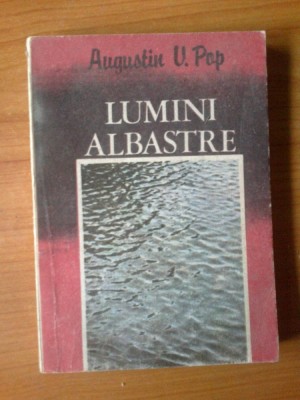 Augustin V. Pop
LUMINI
ALBASTRE